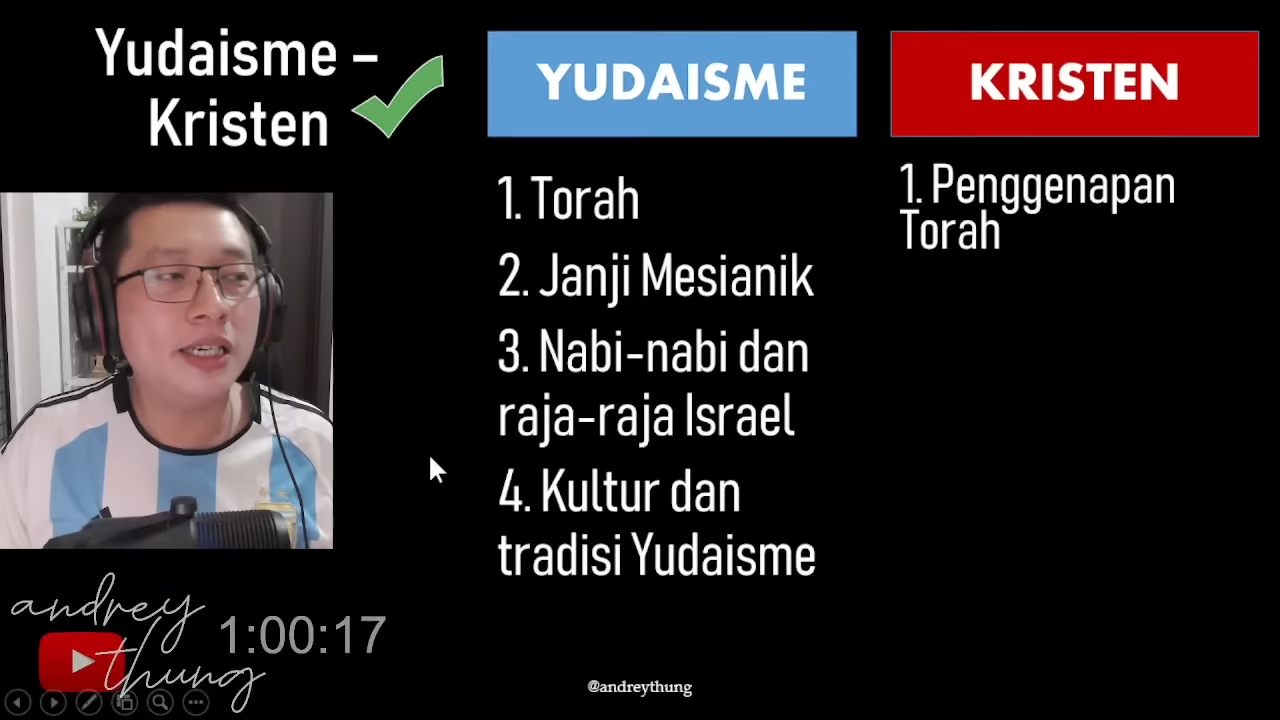 Yudaisme –
Kristen
YUDAISME
1. Torah
2. Janji Mesianik
3. Nabi-nabi dan
raja-raja Israel
4. Kultur dan
tradisi Yudaisme
KRISTEN
1. Penggenapan
Torah
andrey
thung
1:00:17
@andreythung